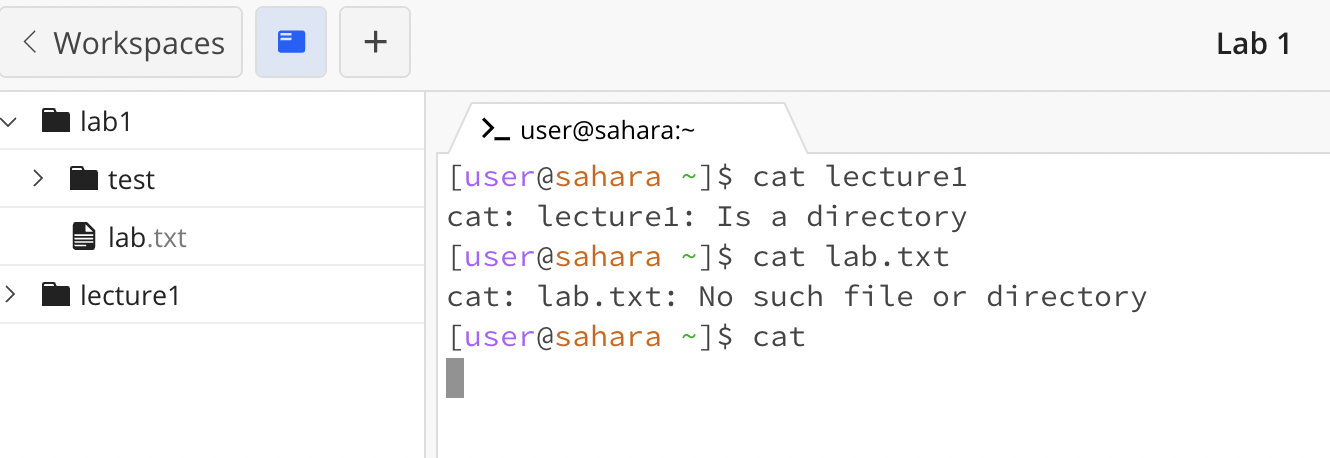 Workspaces
Lab 1
lab1
test
lab.txt
lecture1
user@sahara:~
[user@sahara ~]$ cat lecture1
cat: lecture1: Is a directory
[user@sahara ~]$ cat lab.txt
cat: lab.txt: No such file or directory
[user@sahara ~]$ cat